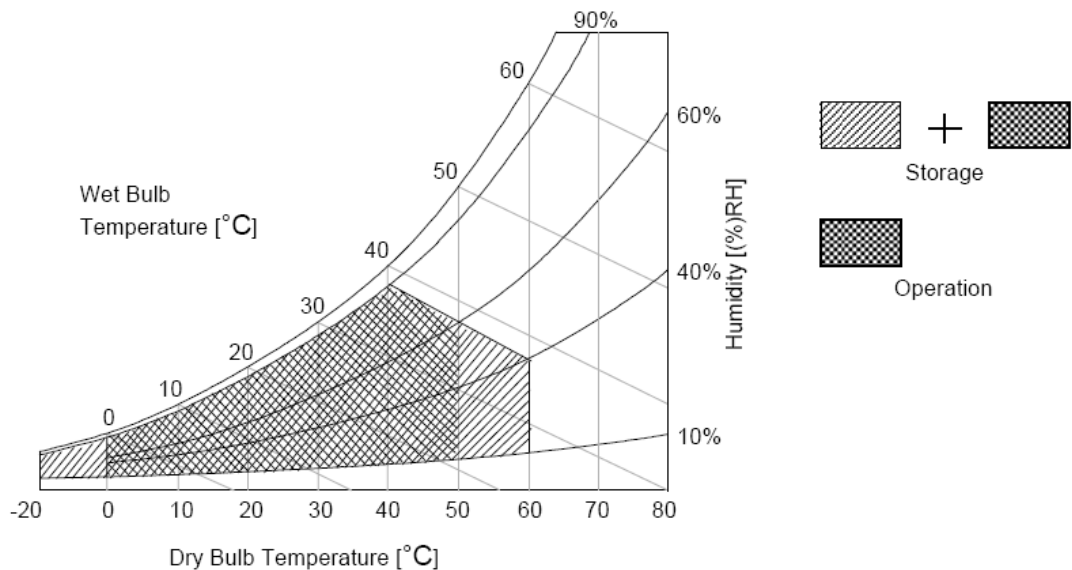 90%
60
60%
50
Wet Bulb
Temperature [°C]
40
40%
30
20
10
0
10%
Humidity [(%)RH]
-20 0 10 20 30 40 50 60 70 80
Dry Bulb Temperature [°C]
+
Storage
Operation